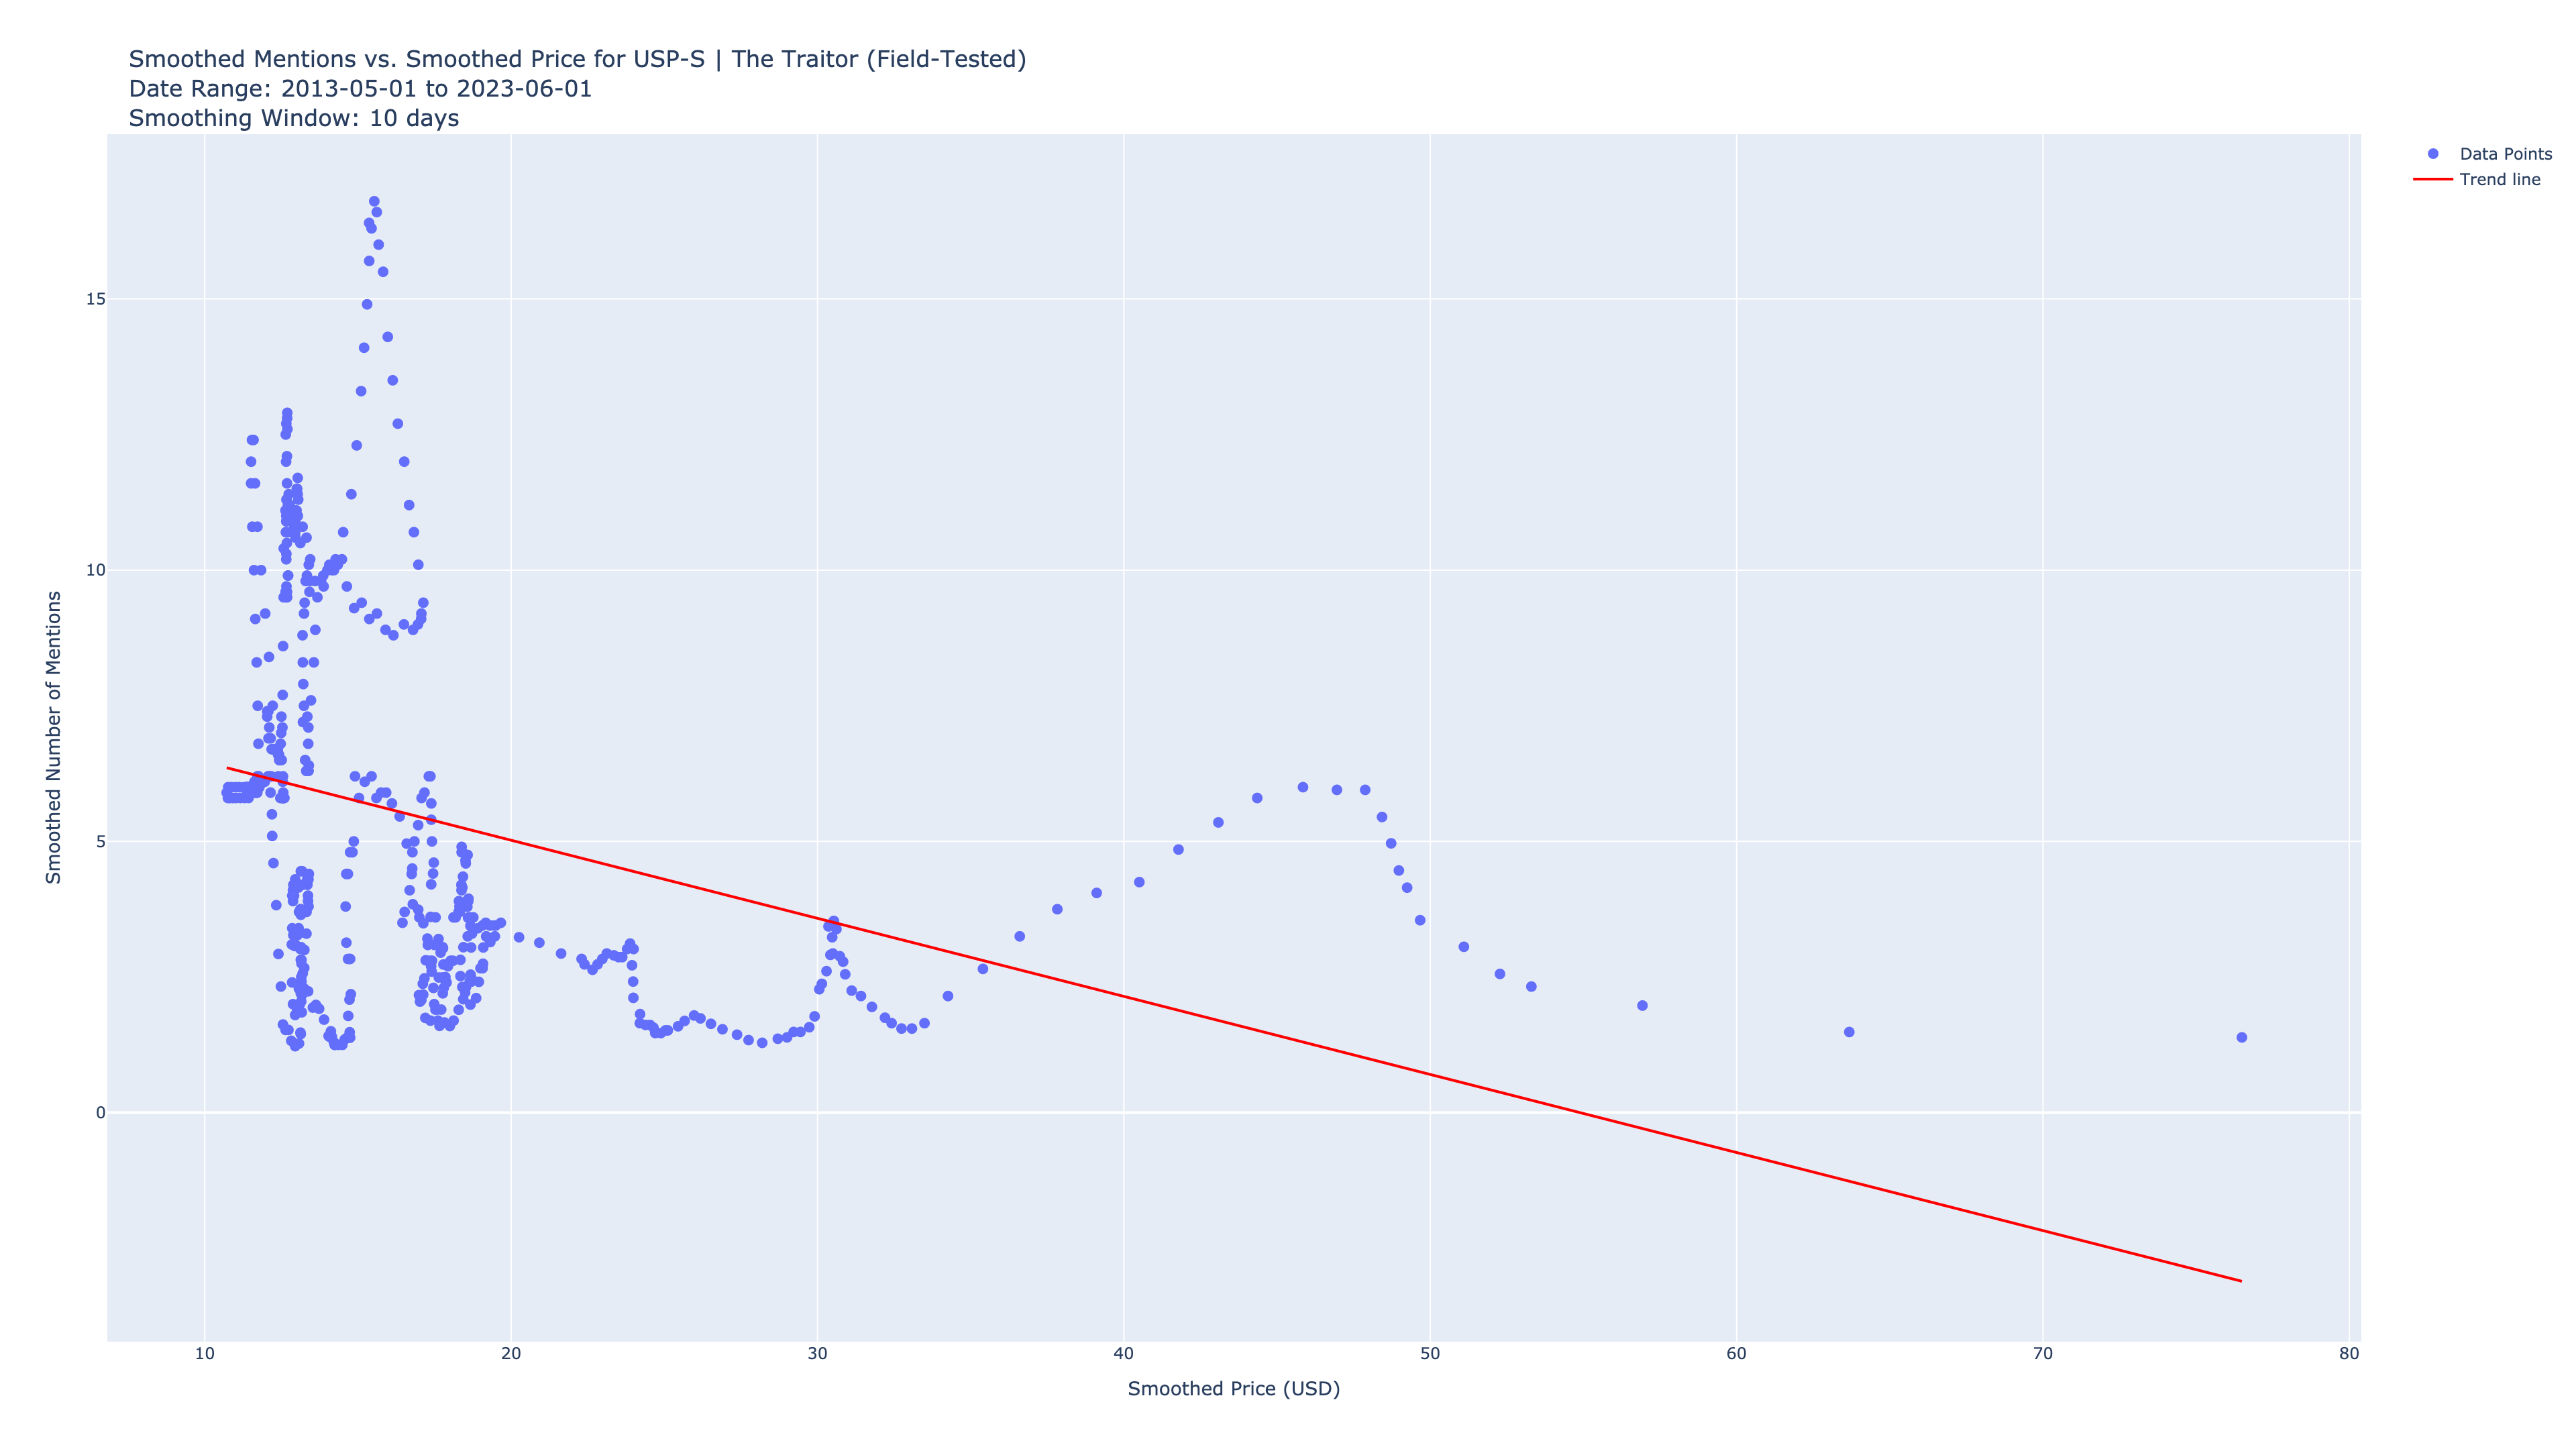 Smoothed Mentions vs. Smoothed Price for USP-S | The Traitor (Field-Tested)
Date Range: 2013-05-01 to 2023-06-01
Smoothing Window: 10 days
Data Points
Trend line
15
10
5
0
Smoothed Number of Mentions
10 20 30 40 50 60 70 80
Smoothed Price (USD)